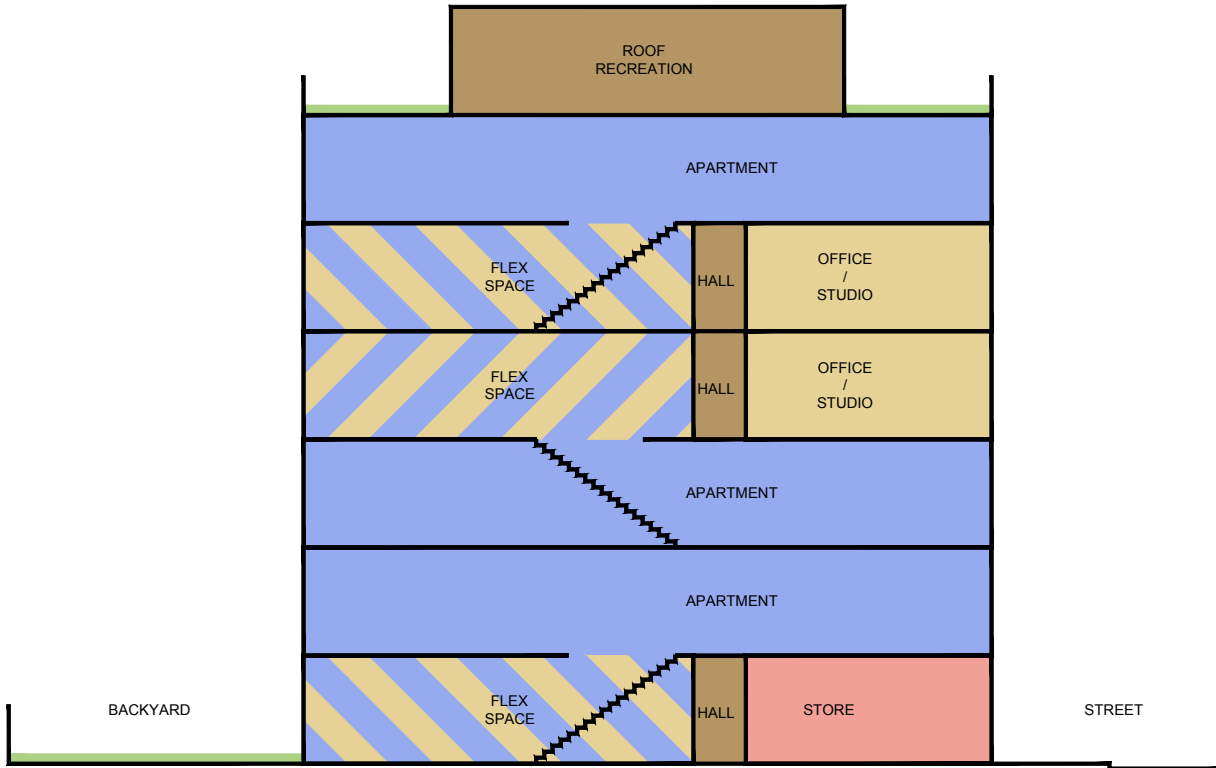 ROOF
RECREATION
APARTMENT
FLEX
SPACE
HALL
OFFICE
/
STUDIO
FLEX
SPACE
HALL
OFFICE
/
STUDIO
APARTMENT
APARTMENT
BACKYARD
FLEX
SPACE
HALL
STORE
STREET